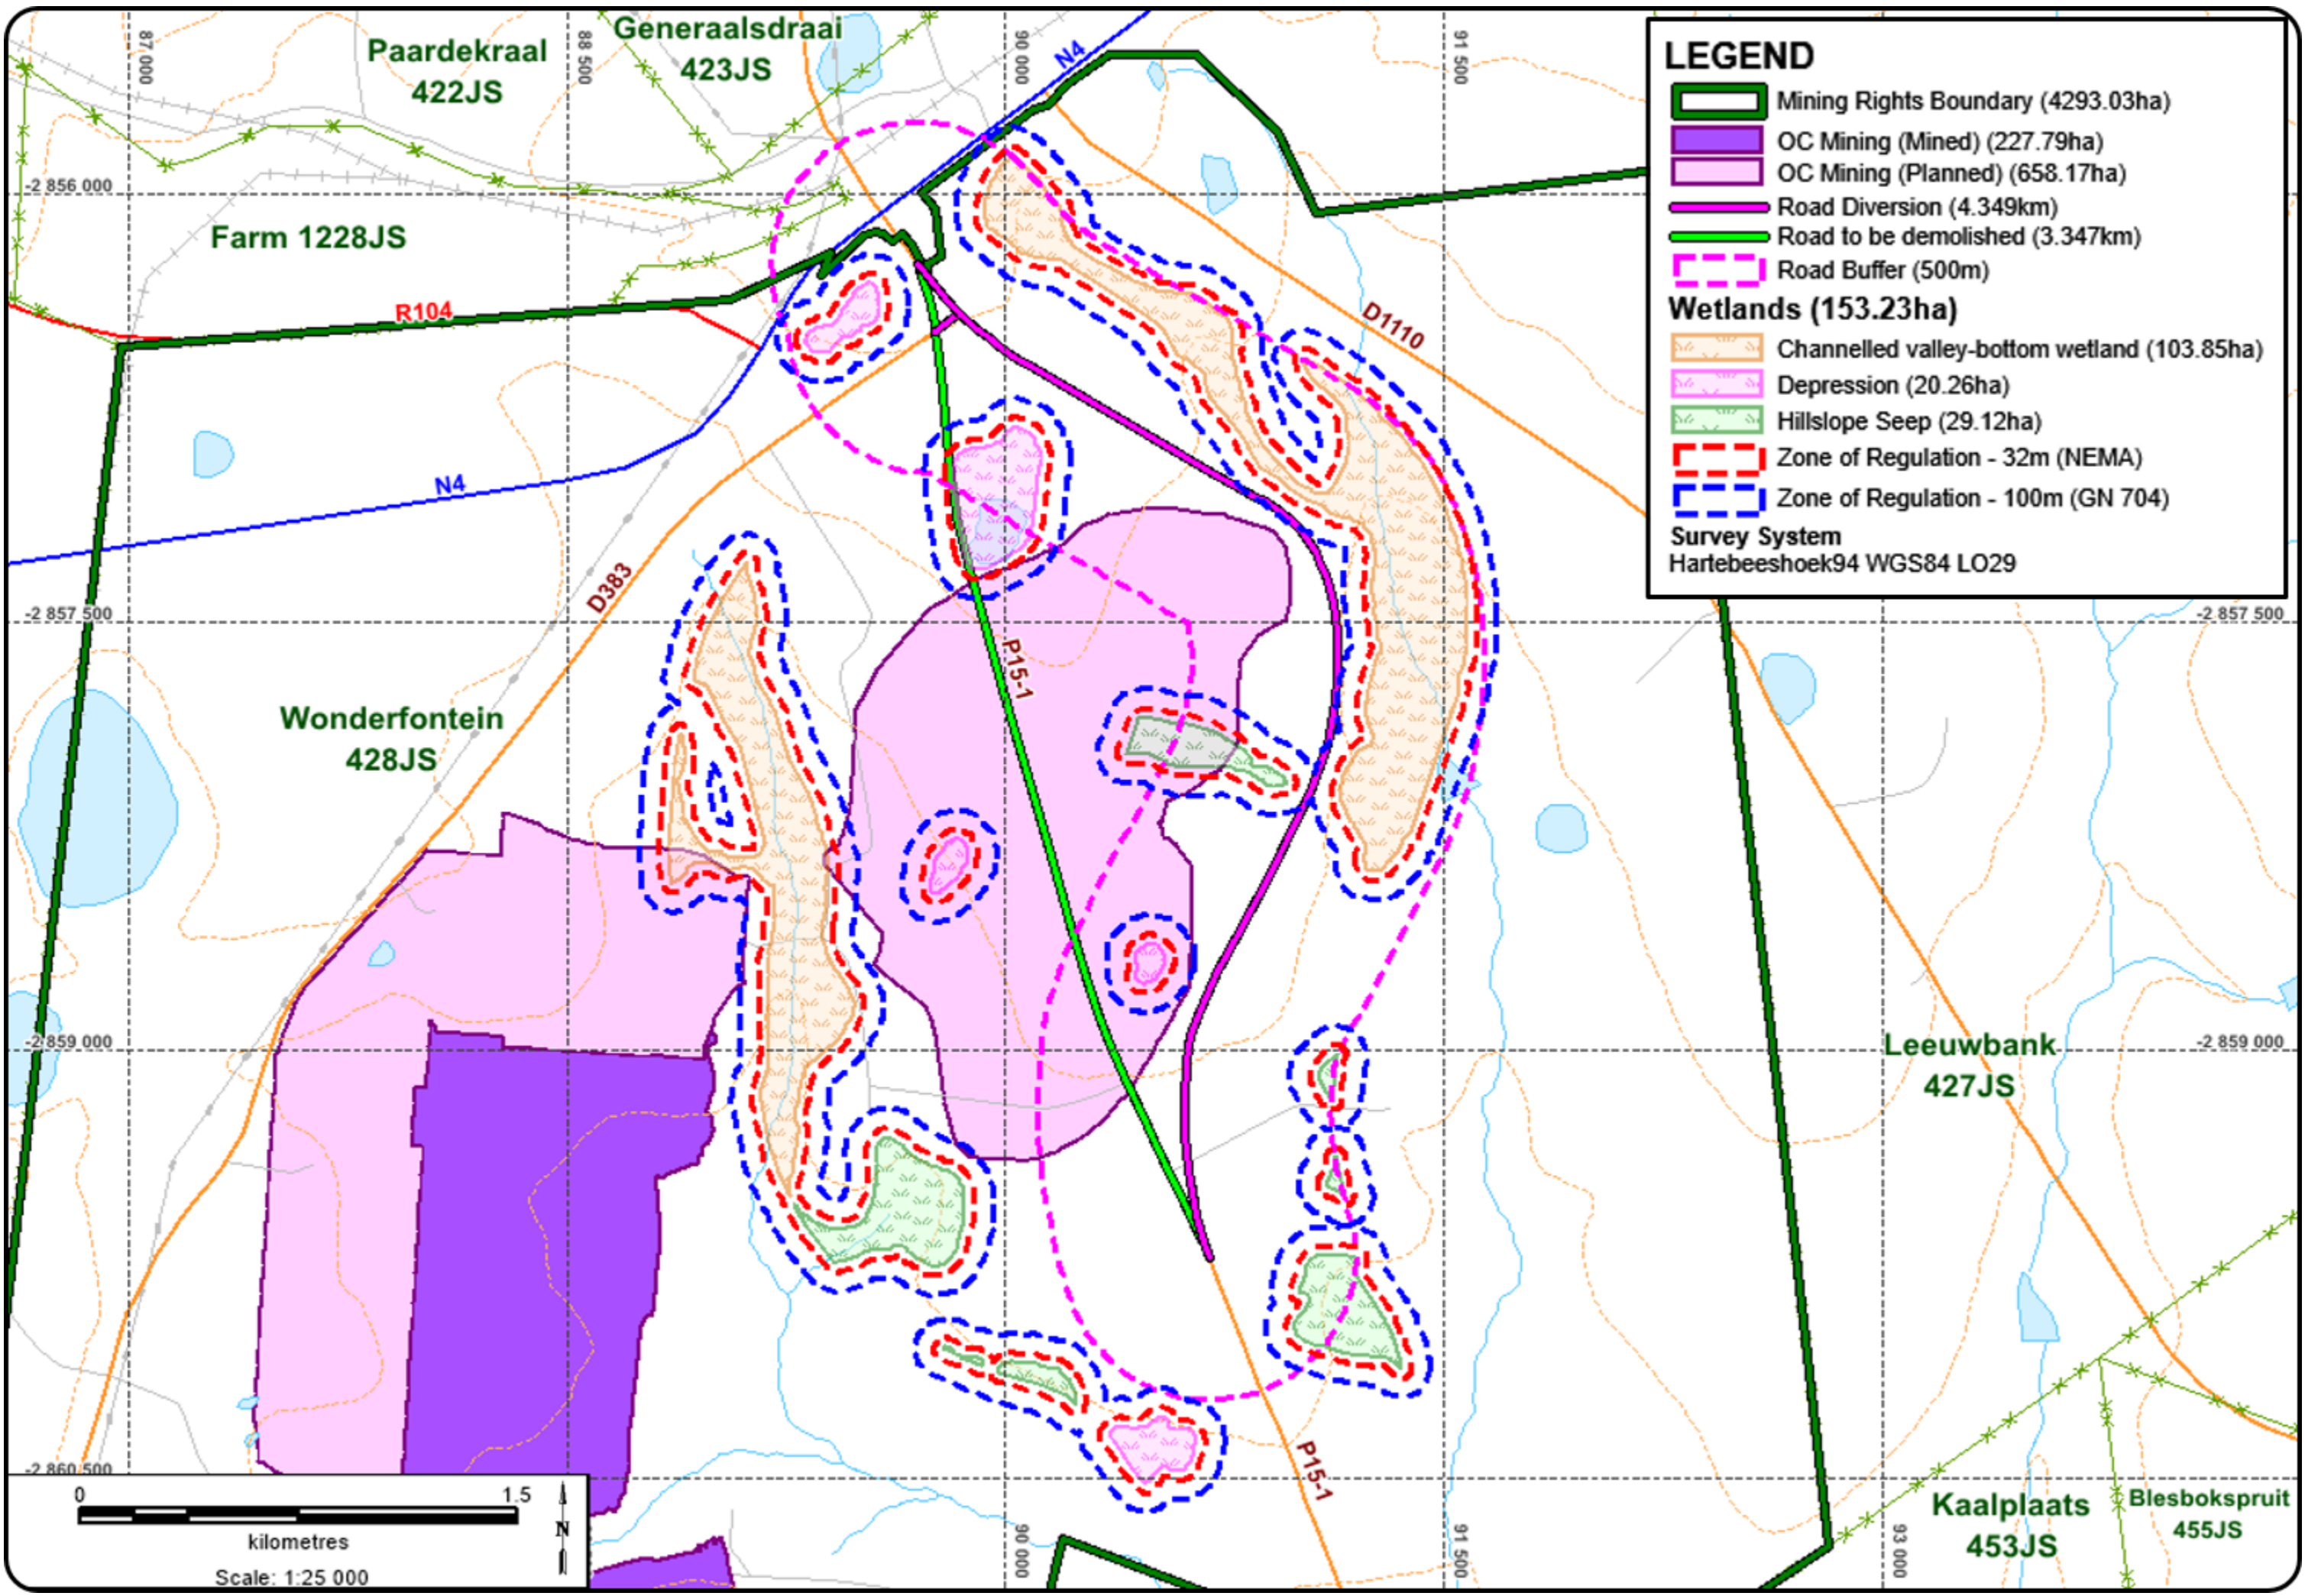 Generaalsdraai
423JS
Paardekraal
422JS
N4
87 000
88 500
90 000
91 500
LEGEND
Mining Rights Boundary (4293.03ha)
OC Mining (Mined) (227.79ha)
OC Mining (Planned) (658.17ha)
Road Diversion (4.349km)
Road to be demolished (3.347km)
Road Buffer (500m)
Wetlands (153.23ha)
Channelled valley-bottom wetland (103.85ha)
Depression (20.26ha)
Hillslope Seep (29.12ha)
Zone of Regulation - 32m (NEMA)
Zone of Regulation - 100m (GN 704)
Survey System
Hartebeeshoek94 WGS84 LO29
-2 856 000
Farm 1228JS
R104
D1110
N4
D383
-2 857 500
-2 857 500
P15-1
Wonderfontein
428JS
-2 859 000
-2 859 000
Leeuwbank
427JS
-2 860 500
P15-1
0
1.5
kilometres
N
Scale: 1:25 000
90 000
91 500
93 000
Kaalplaats
453JS
Blesbokspruit
455JS